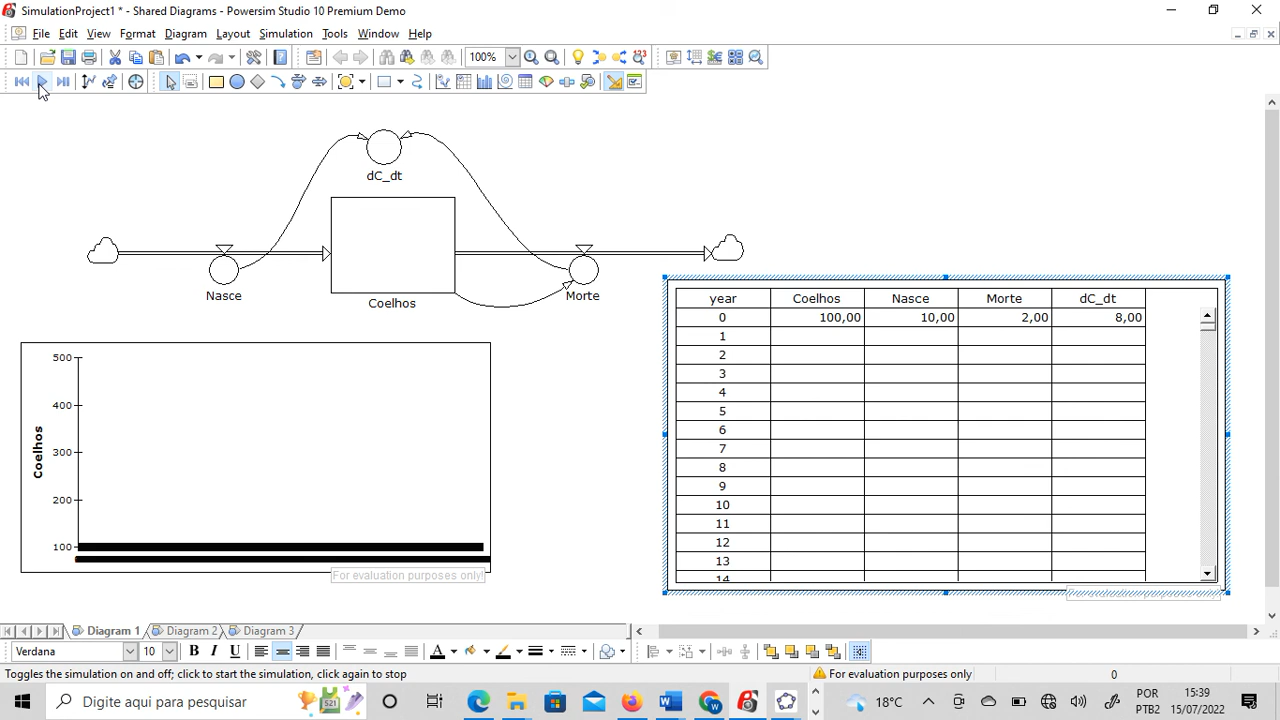 SimulationProject1 * - Shared Diagrams - Powersim Studio 10 Premium Demo
File Edit View Format Diagram Layout Simulation Tools Window Help
100%
dC_dt
Nasce
Coelhos
Morte
year Coelhos Nasce Morte dC_dt
0 100,00 10,00 2,00 8,00
1
2
3
4
5
6
7
8
9
10
11
12
13
14
500
400
300
200
100
Coelhos
For evaluation purposes only!
Diagram 1 Diagram 2 Diagram 3
Verdana 10 B I U A
Toggles the simulation on and off; click to start the simulation, click again to stop
For evaluation purposes only 0
Digite aqui para pesquisar
521
18°C
POR
PTB2
15:39
15/07/2022